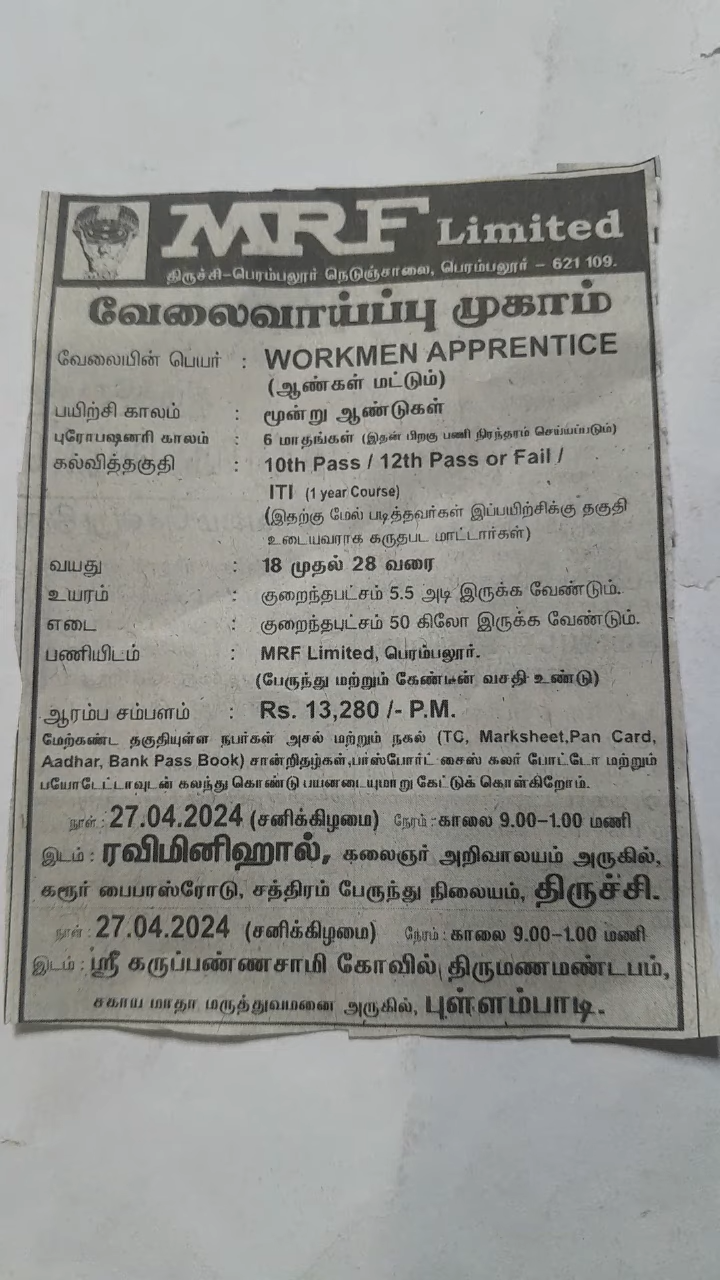 MRF Limited
திருச்சி-பெரம்பலூர் நெடுஞ்சாலை, பெரம்பலூர் - 621 109.
வேலைவாய்ப்பு முகாம்
வேலையின் பெயர் : WORKMEN APPRENTICE
(ஆண்கள் மட்டும்)
பயிற்சி காலம் : மூன்று ஆண்டுகள்
புரோபஷனரி காலம் : 6 மாதங்கள் (இதன் பிறகு பணி நிரந்தரம் செய்யப்படும்)
கல்வித்தகுதி : 10th Pass / 12th Pass or Fail /
ITI (1 year Course)
(இதற்கு மேல் படித்தவர்கள் இப்பயிற்சிக்கு தகுதி
உடையவராக கருதபட மாட்டார்கள்)
வயது : 18 முதல் 28 வரை
உயரம் : குறைந்தபட்சம் 5.5 அடி இருக்க வேண்டும்.
எடை : குறைந்தபட்சம் 50 கிலோ இருக்க வேண்டும்.
பணியிடம் : MRF Limited, பெரம்பலூர்.
(பேருந்து மற்றும் கேண்டீன் வசதி உண்டு)
ஆரம்ப சம்பளம் : Rs. 13,280 /- P.M.
மேற்கண்ட தகுதியுள்ள நபர்கள் அசல் மற்றும் நகல் (TC, Marksheet,Pan Card,
Aadhar, Bank Pass Book) சான்றிதழ்கள்,பாஸ்போர்ட் சைஸ் கலர் போட்டோ மற்றும்
பயோடேட்டாவுடன் கலந்து கொண்டு பயனடையுமாறு கேட்டுக் கொள்கிறோம்.
நாள் : 27.04.2024 (சனிக்கிழமை) நேரம் : காலை 9.00-1.00 மணி
இடம் : ரவிமினிஹால், கலைஞர் அறிவாலயம் அருகில்,
கரூர் பைபாஸ்ரோடு, சத்திரம் பேருந்து நிலையம், திருச்சி.
நாள் : 27.04.2024 (சனிக்கிழமை) நேரம் : காலை 9.00-1.00 மணி
இடம் : ஸ்ரீ கருப்பண்ணசாமி கோவில் திருமணமண்டபம்,
சகாய மாதா மருத்துவமனை அருகில், புள்ளம்பாடி.